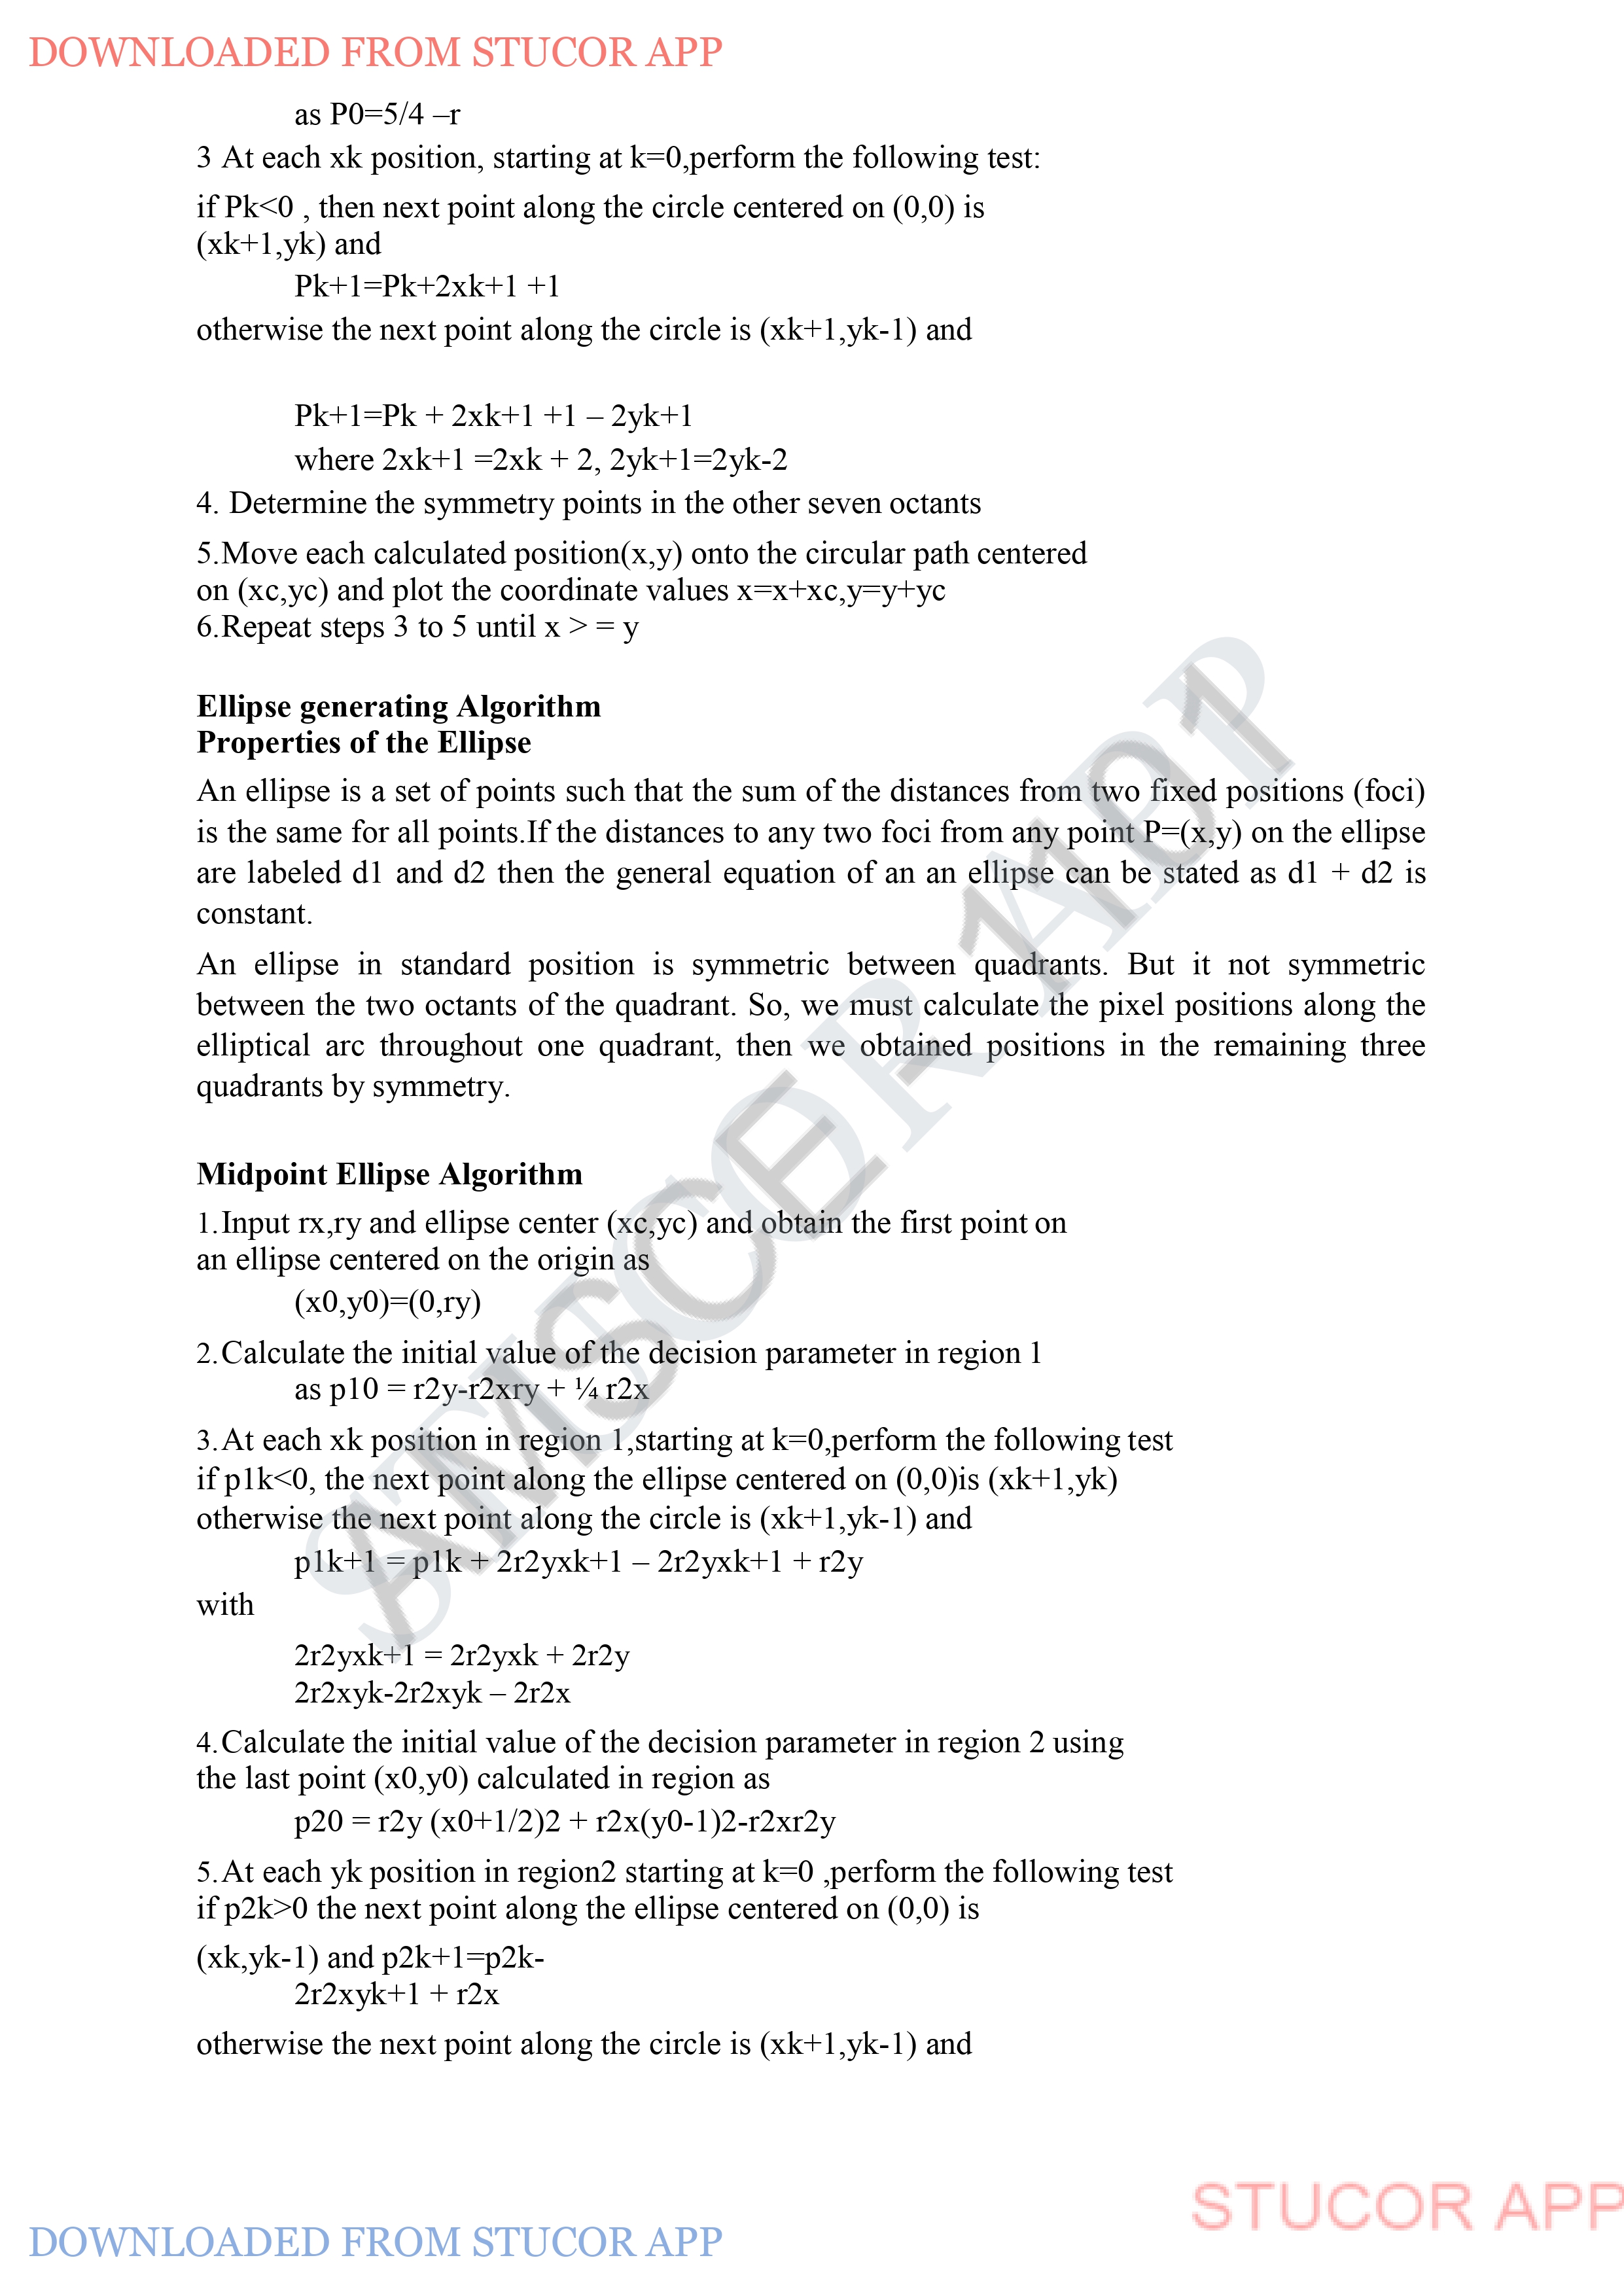 DOWNLOADED FROM STUCOR APP
as P0=5/4 –r
3 At each xk position, starting at k=0,perform the following test:
if Pk<0 , then next point along the circle centered on (0,0) is
(xk+1,yk) and
Pk+1=Pk+2xk+1 +1
otherwise the next point along the circle is (xk+1,yk-1) and
Pk+1=Pk + 2xk+1 +1 – 2yk+1
where 2xk+1 =2xk + 2, 2yk+1=2yk-2
4. Determine the symmetry points in the other seven octants
5.Move each calculated position(x,y) onto the circular path centered
on (xc,yc) and plot the coordinate values x=x+xc,y=y+yc
6.Repeat steps 3 to 5 until x > = y
Ellipse generating Algorithm
Properties of the Ellipse
An ellipse is a set of points such that the sum of the distances from two fixed positions (foci)
is the same for all points.If the distances to any two foci from any point P=(x,y) on the ellipse
are labeled d1 and d2 then the general equation of an an ellipse can be stated as d1 + d2 is
constant.
An ellipse in standard position is symmetric between quadrants. But it not symmetric
between the two octants of the quadrant. So, we must calculate the pixel positions along the
elliptical arc throughout one quadrant, then we obtained positions in the remaining three
quadrants by symmetry.
Midpoint Ellipse Algorithm
1.Input rx,ry and ellipse center (xc,yc) and obtain the first point on
an ellipse centered on the origin as
(x0,y0)=(0,ry)
2.Calculate the initial value of the decision parameter in region 1
as p10 = r2y-r2xry + ¼ r2x
3.At each xk position in region 1,starting at k=0,perform the following test
if p1k<0, the next point along the ellipse centered on (0,0)is (xk+1,yk)
otherwise the next point along the circle is (xk+1,yk-1) and
p1k+1 = p1k + 2r2yxk+1 – 2r2yxk+1 + r2y
with
2r2yxk+1 = 2r2yxk + 2r2y
2r2xyk-2r2xyk – 2r2x
4.Calculate the initial value of the decision parameter in region 2 using
the last point (x0,y0) calculated in region as
p20 = r2y (x0+1/2)2 + r2x(y0-1)2-r2xr2y
5.At each yk position in region2 starting at k=0 ,perform the following test
if p2k>0 the next point along the ellipse centered on (0,0) is
(xk,yk-1) and p2k+1=p2k-
2r2xyk+1 + r2x
otherwise the next point along the circle is (xk+1,yk-1) and
STUCOR APP
AMSCE 1101
STUCOR APP
DOWNLOADED FROM STUCOR APP